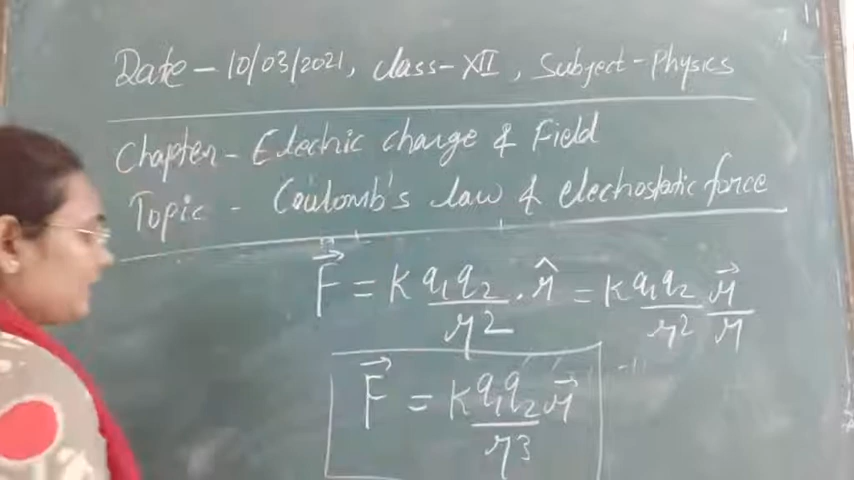 Date - 10/03/2021, class - XII, Subject - Physics
Chapter - Electric charge & Field
Topic - Coulomb's law & electrostatic force
F⃗ = K q₁q₂/r² . r̂ = K q₁q₂/r² r⃗/r
F⃗ = K q₁q₂/r³ r⃗